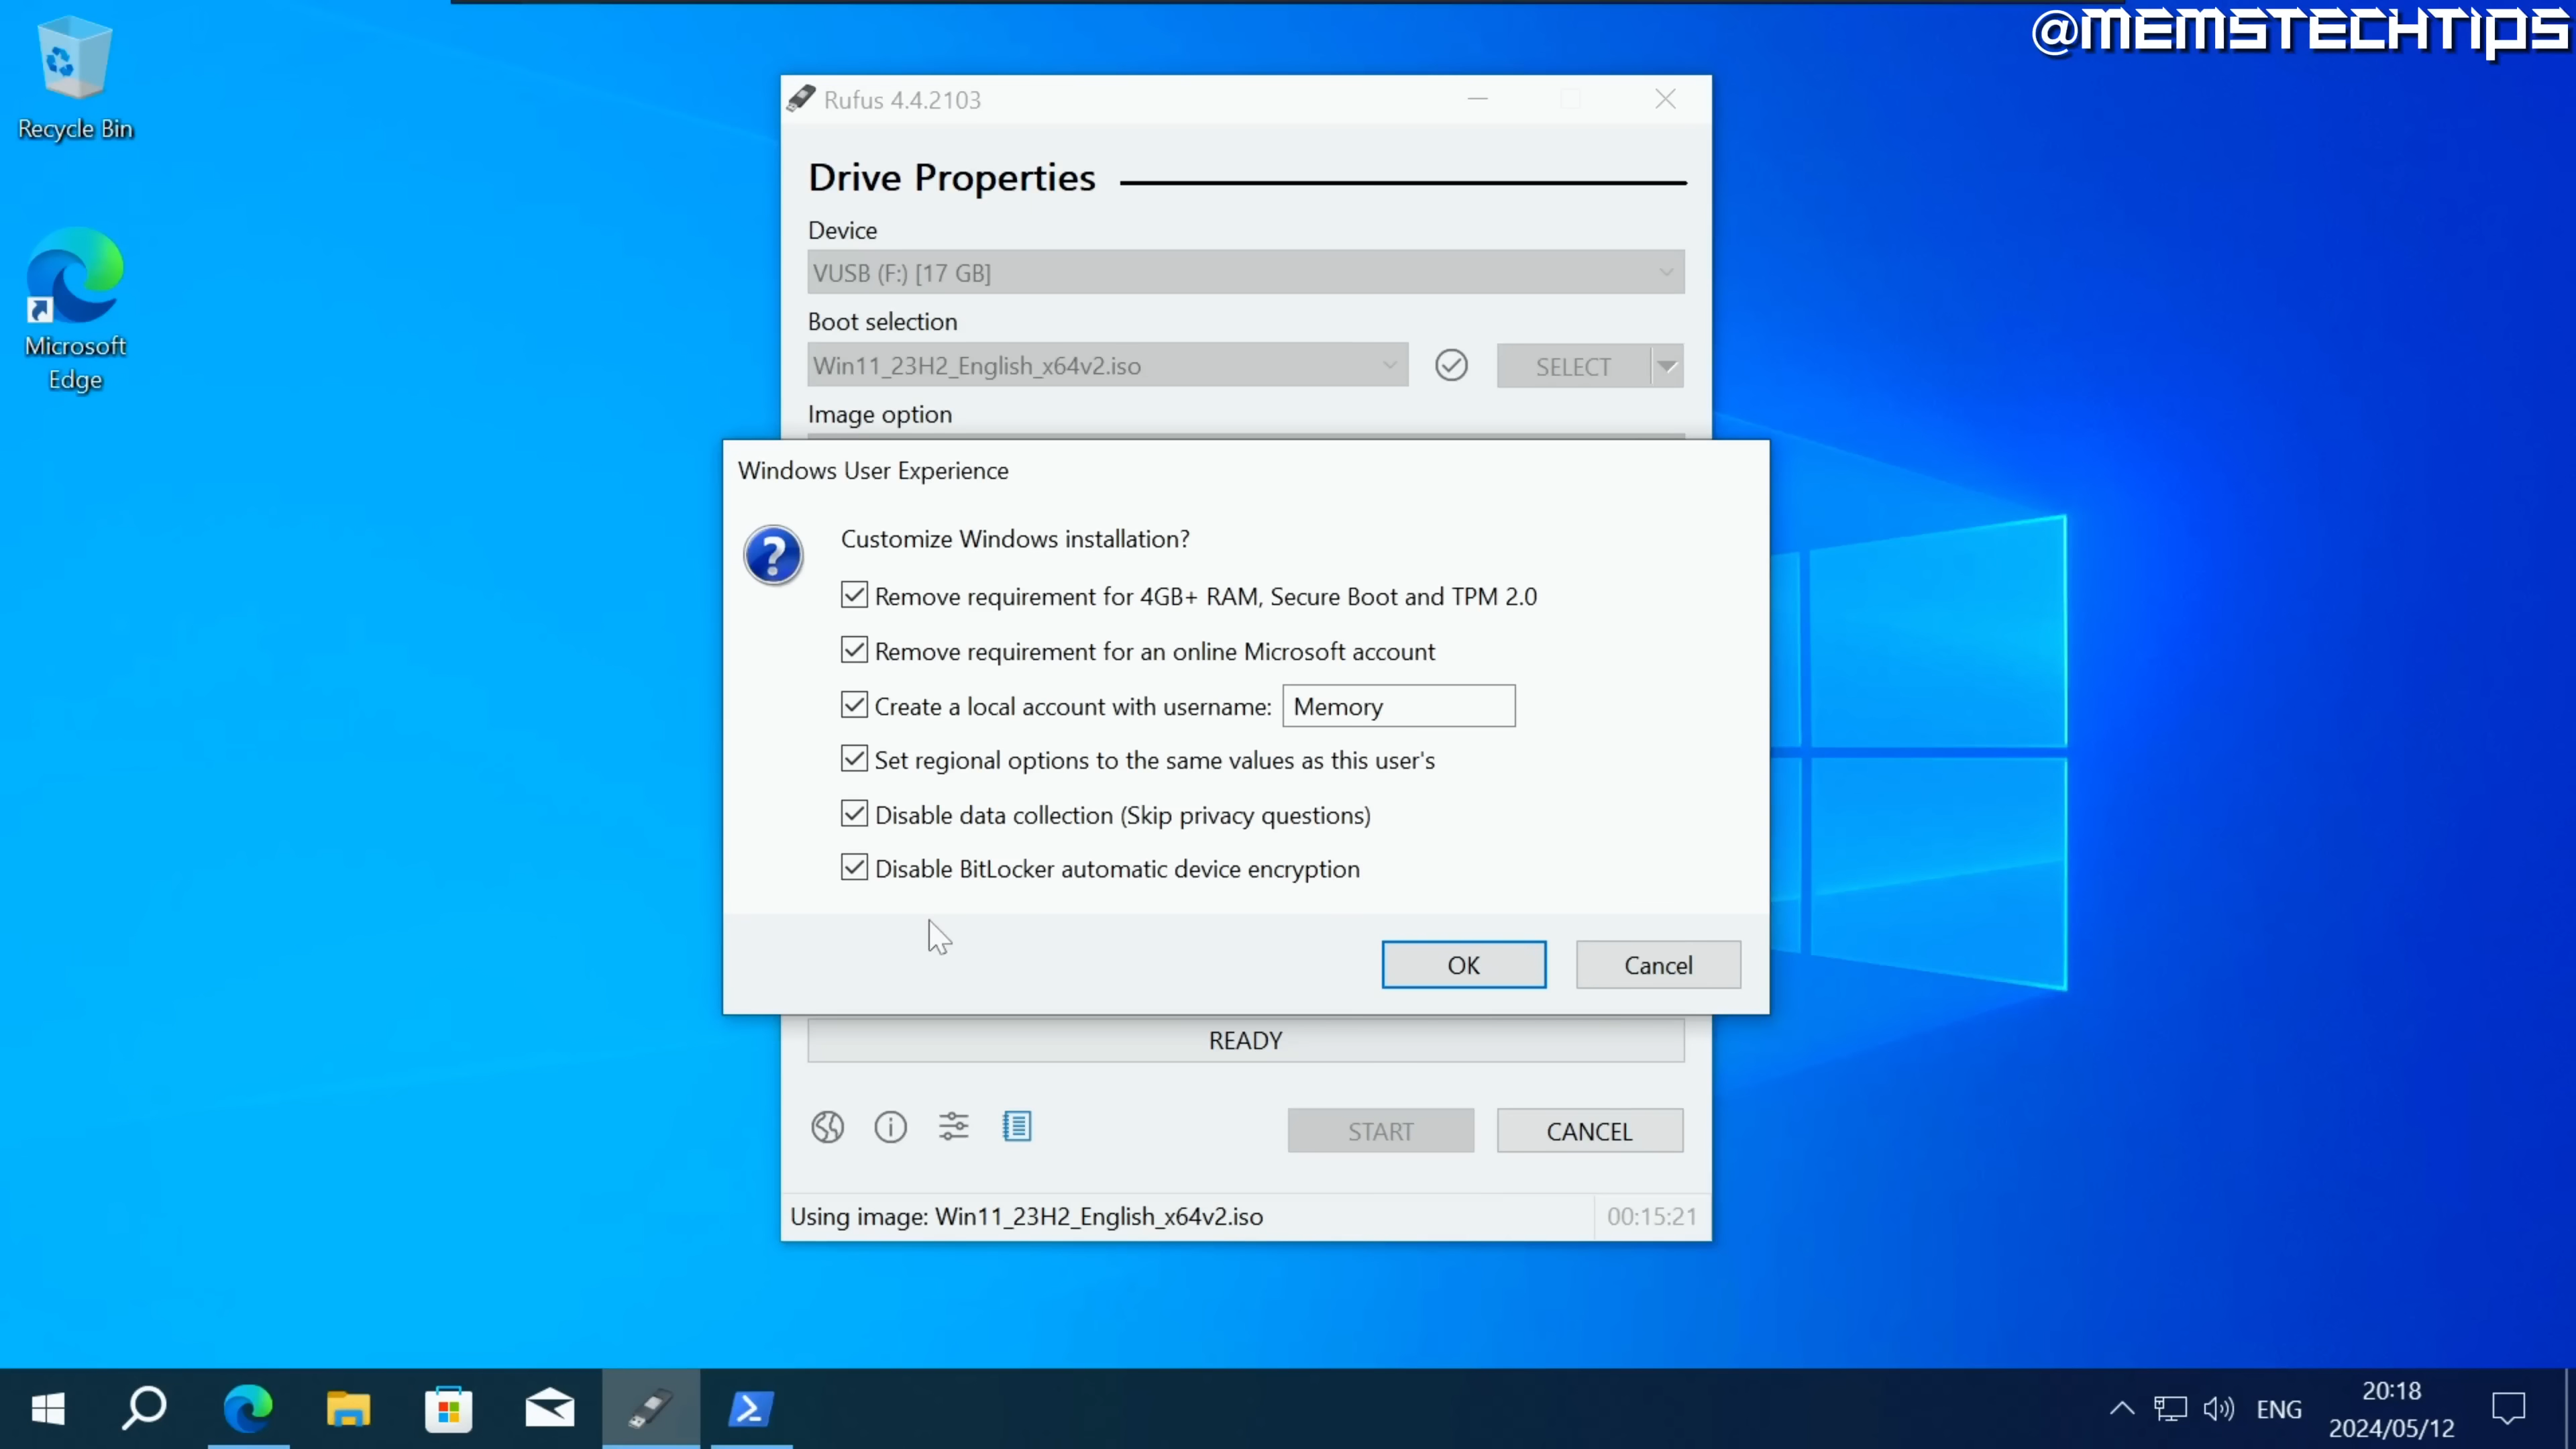 @MEMSTECHTIPS
Recycle Bin
Microsoft
Edge
Rufus 4.4.2103
Drive Properties
Device
VUSB (F:) [17 GB]
Boot selection
Win11_23H2_English_x64v2.iso
SELECT
Image option
Windows User Experience
Customize Windows installation?
Remove requirement for 4GB+ RAM, Secure Boot and TPM 2.0
Remove requirement for an online Microsoft account
Create a local account with username: Memory
Set regional options to the same values as this user's
Disable data collection (Skip privacy questions)
Disable BitLocker automatic device encryption
OK
Cancel
READY
START
CANCEL
Using image: Win11_23H2_English_x64v2.iso
00:15:21
ENG
20:18
2024/05/12